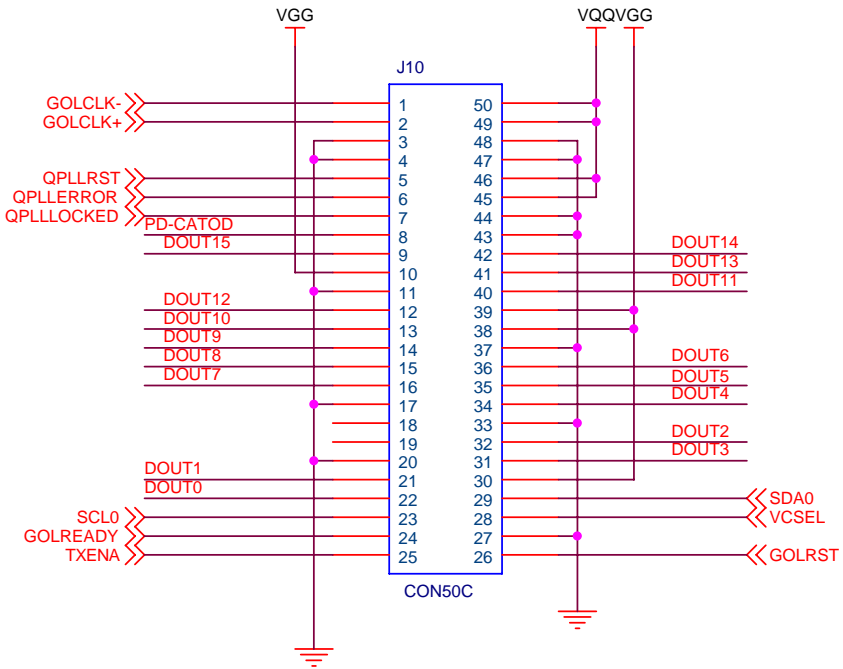 VGG VQQ VGG
J10
GOLCLK- 1 50
GOLCLK+ 2 49
3 48
4 47
QPLLRST 5 46
QPLLERROR 6 45
QPLLLOCKED 7 44
PD-CATOD 8 43
DOUT15 9 42 DOUT14
10 41 DOUT13
11 40 DOUT11
DOUT12 12 39
DOUT10 13 38
DOUT9 14 37
DOUT8 15 36 DOUT6
DOUT7 16 35 DOUT5
17 34 DOUT4
18 33
19 32 DOUT2
20 31 DOUT3
DOUT1 21 30
DOUT0 22 29 SDA0
SCL0 23 28 VCSEL
GOLREADY 24 27
TXENA 25 26 GOLRST
CON50C